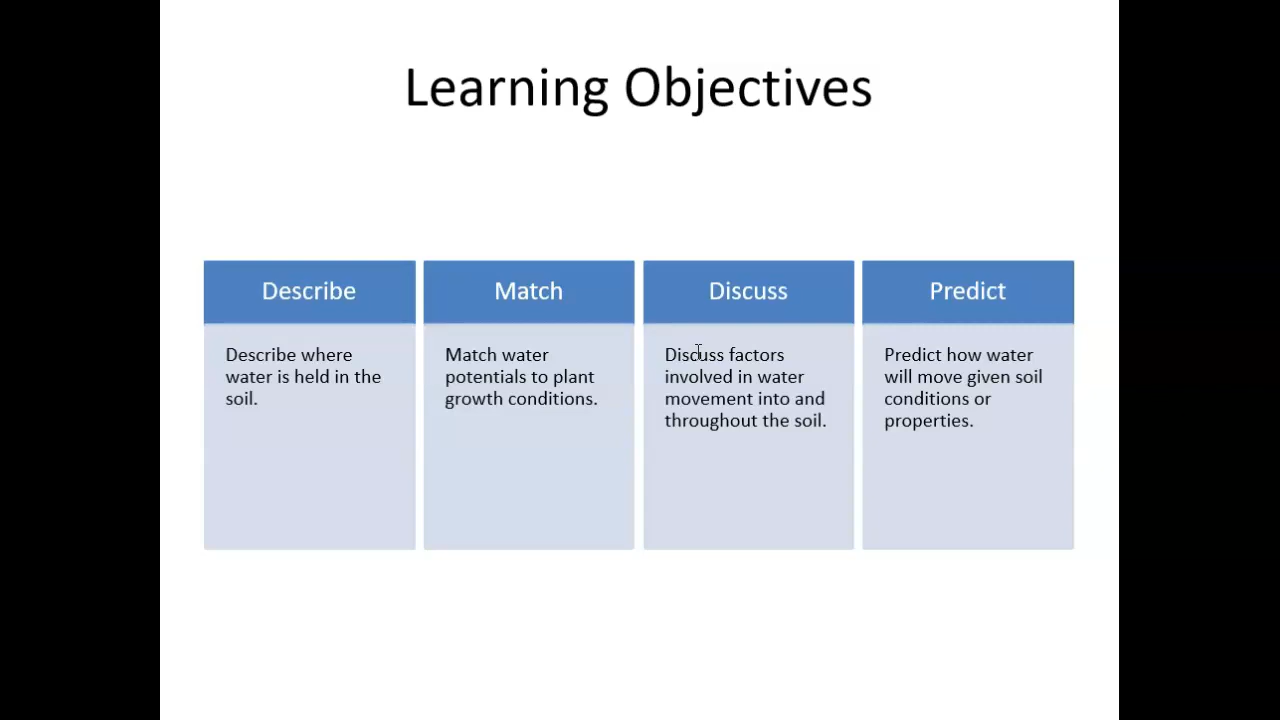 Learning Objectives
Describe
Describe where
water is held in the
soil.
Match
Match water
potentials to plant
growth conditions.
Discuss
Discuss factors
involved in water
movement into and
throughout the soil.
Predict
Predict how water
will move given soil
conditions or
properties.